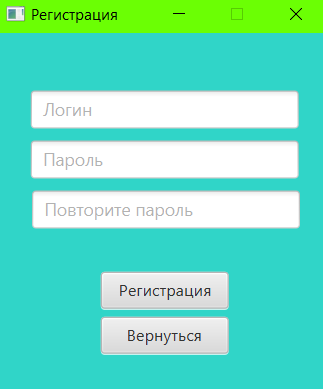 Регистрация
Логин
Пароль
Повторите пароль
Регистрация
Вернуться